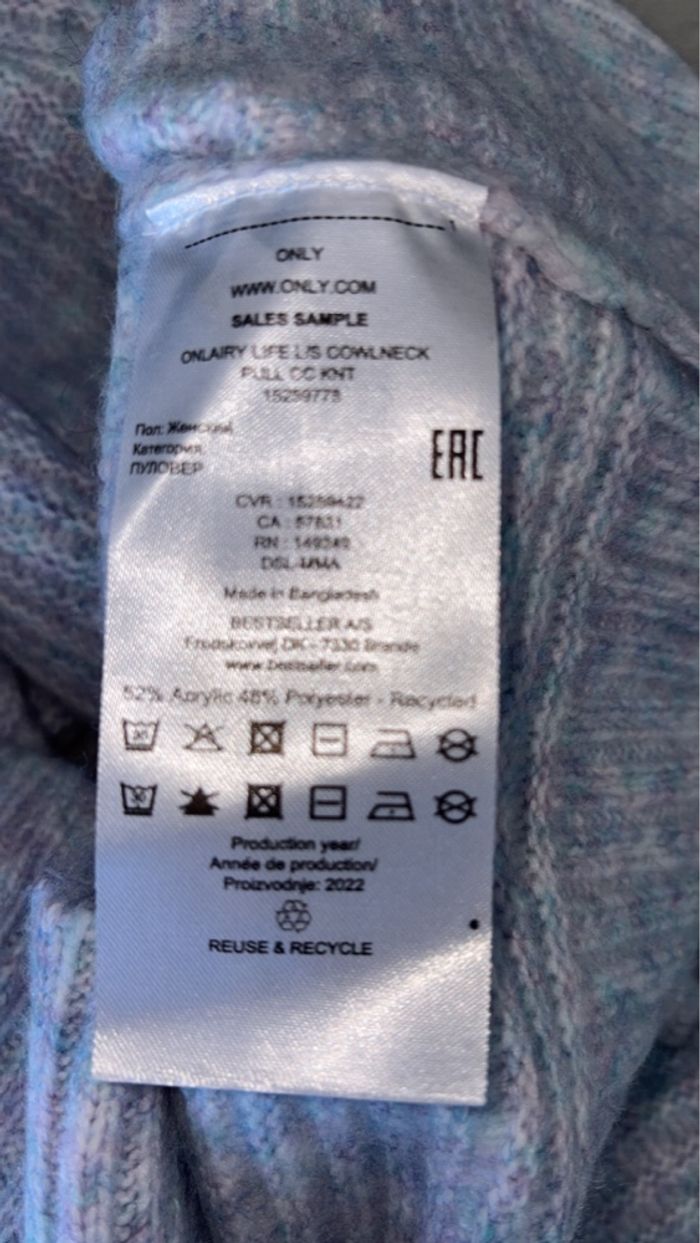 ONLY
WWW.ONLY.COM
SALES SAMPLE
ONLAIRY LIFE L/S COWLNECK
PULL CC KNT
15259778
Пол: Женский
Категория:
ПУЛОВЕР
EAC
CVR : 15259422
CA : 57831
RN : 149349
DSL-MMA
Made in Bangladesh
BESTSELLER A/S
Fredskovvej DK - 7330 Brande
www.bestseller.com
52% Acrylic 48% Polyester - Recycled
Production year/
Année de production/
Proizvodnje: 2022
REUSE & RECYCLE